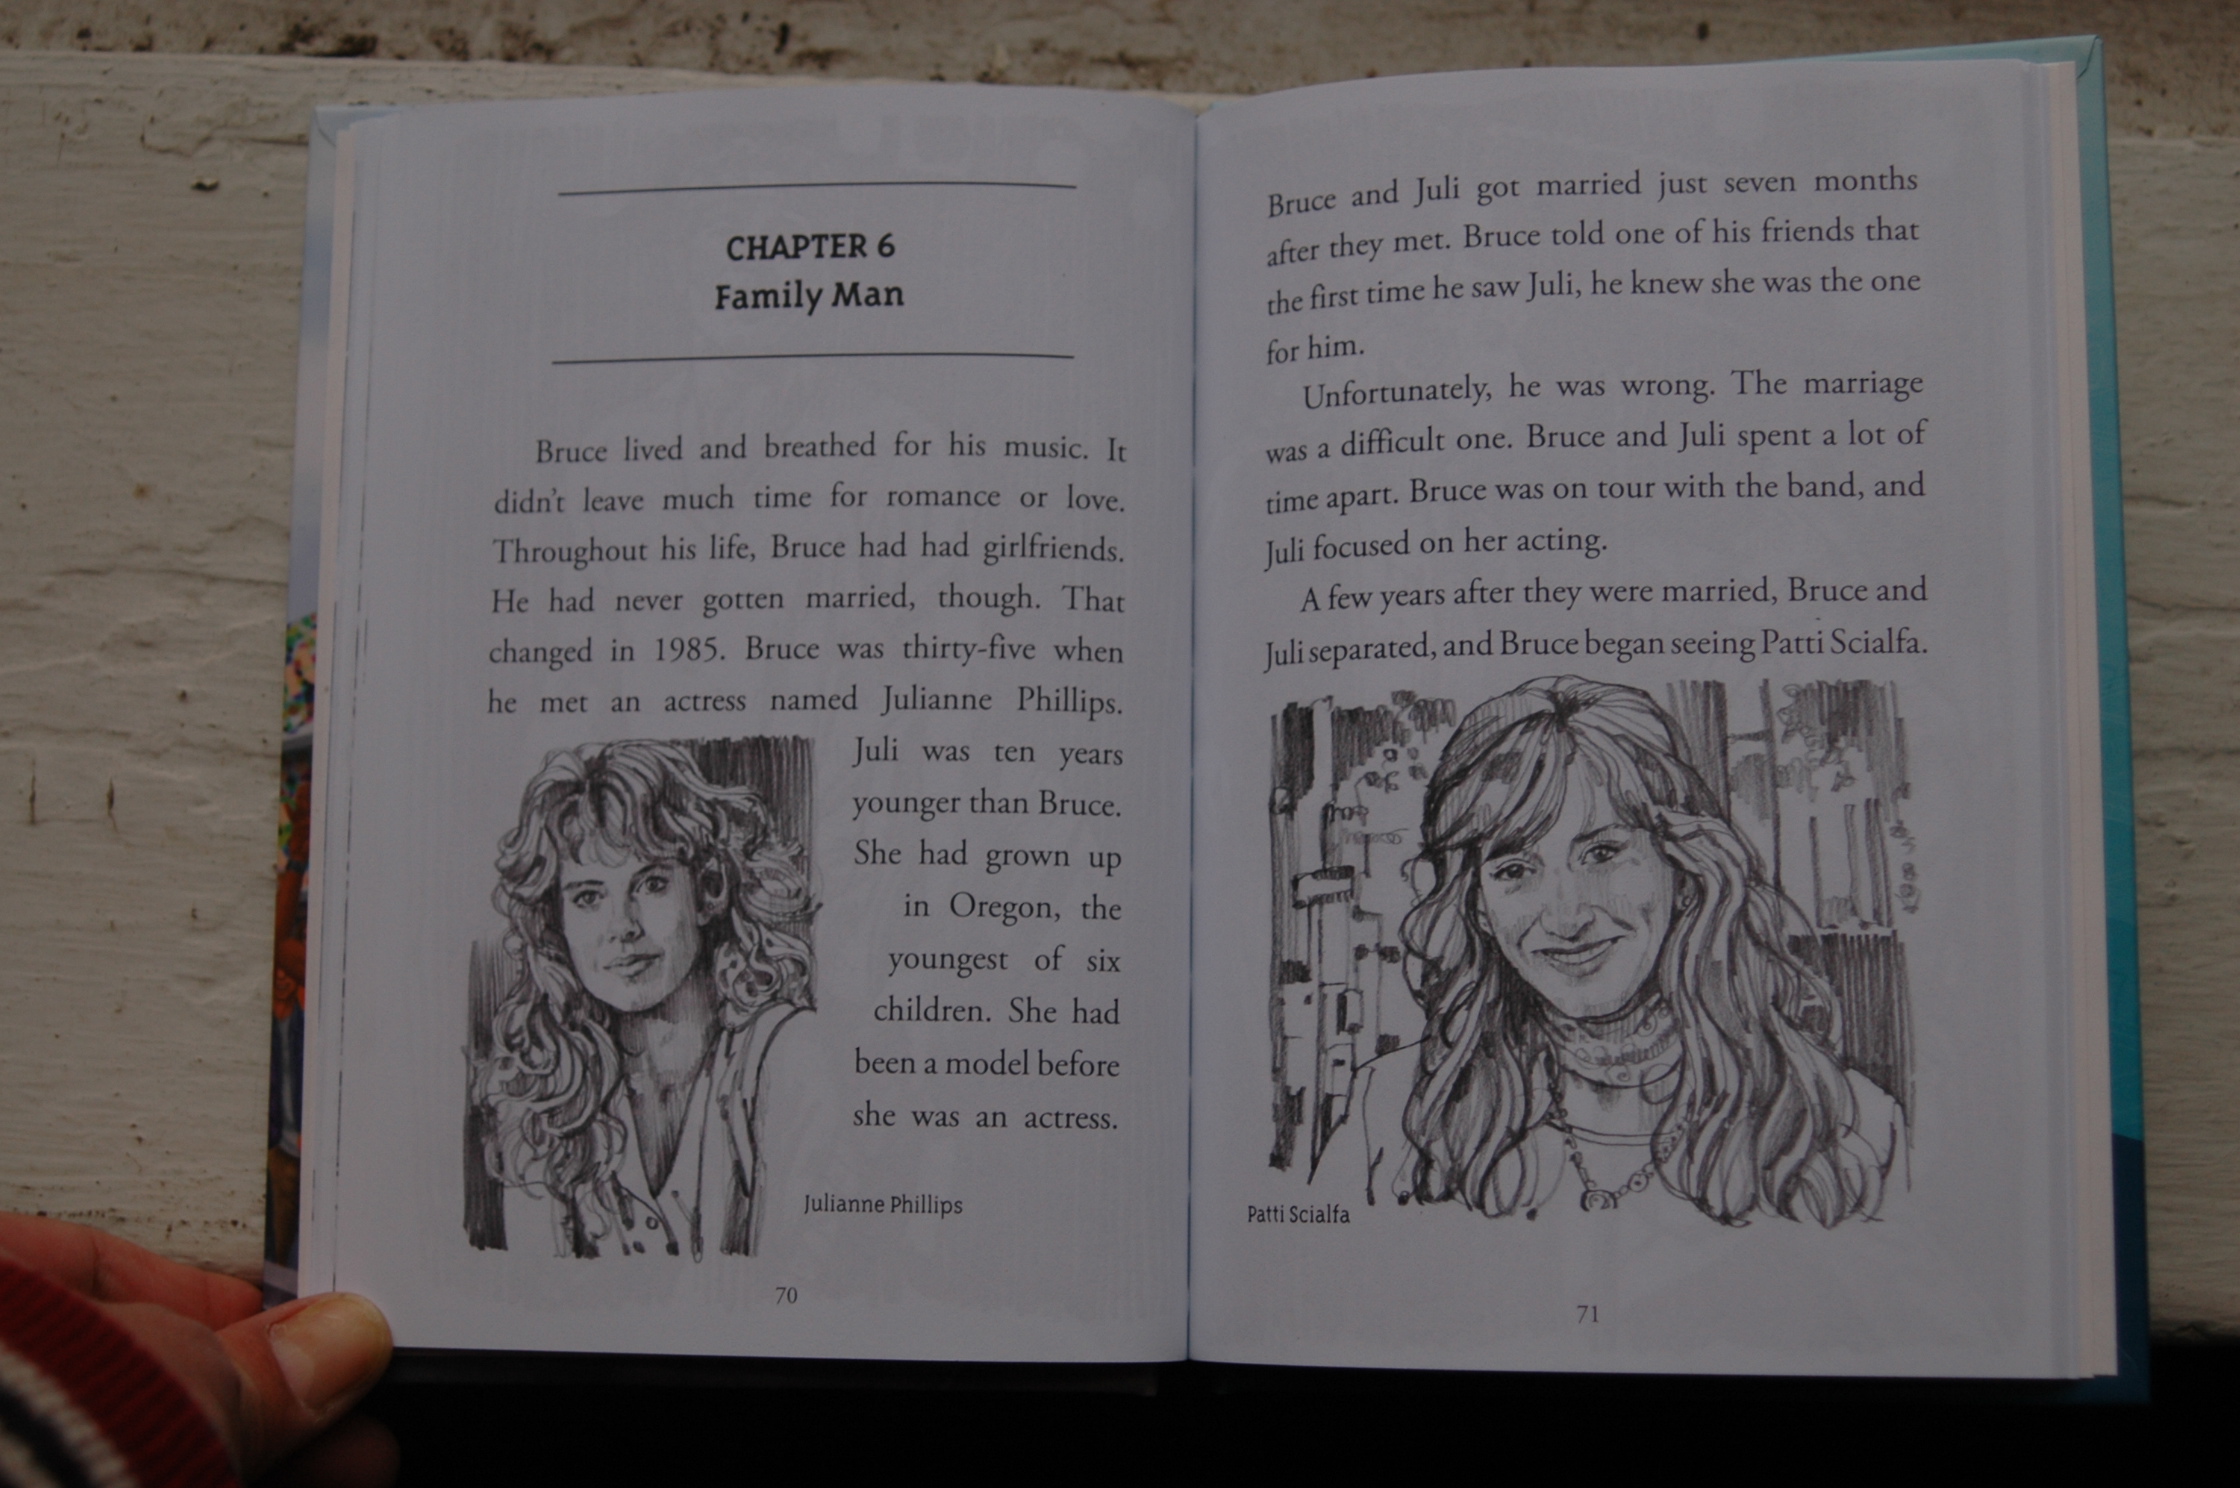 CHAPTER 6
Family Man
Bruce lived and breathed for his music. It
didn't leave much time for romance or love.
Throughout his life, Bruce had had girlfriends.
He had never gotten married, though. That
changed in 1985. Bruce was thirty-five when
he met an actress named Julianne Phillips.
Juli was ten years
younger than Bruce.
She had grown up
in Oregon, the
youngest of six
children. She had
been a model before
she was an actress.
Julianne Phillips
70
Bruce and Juli got married just seven months
after they met. Bruce told one of his friends that
the first time he saw Juli, he knew she was the one
for him.
Unfortunately, he was wrong. The marriage
was a difficult one. Bruce and Juli spent a lot of
time apart. Bruce was on tour with the band, and
Juli focused on her acting.
A few years after they were married, Bruce and
Juli separated, and Bruce began seeing Patti Scialfa.
Patti Scialfa
71